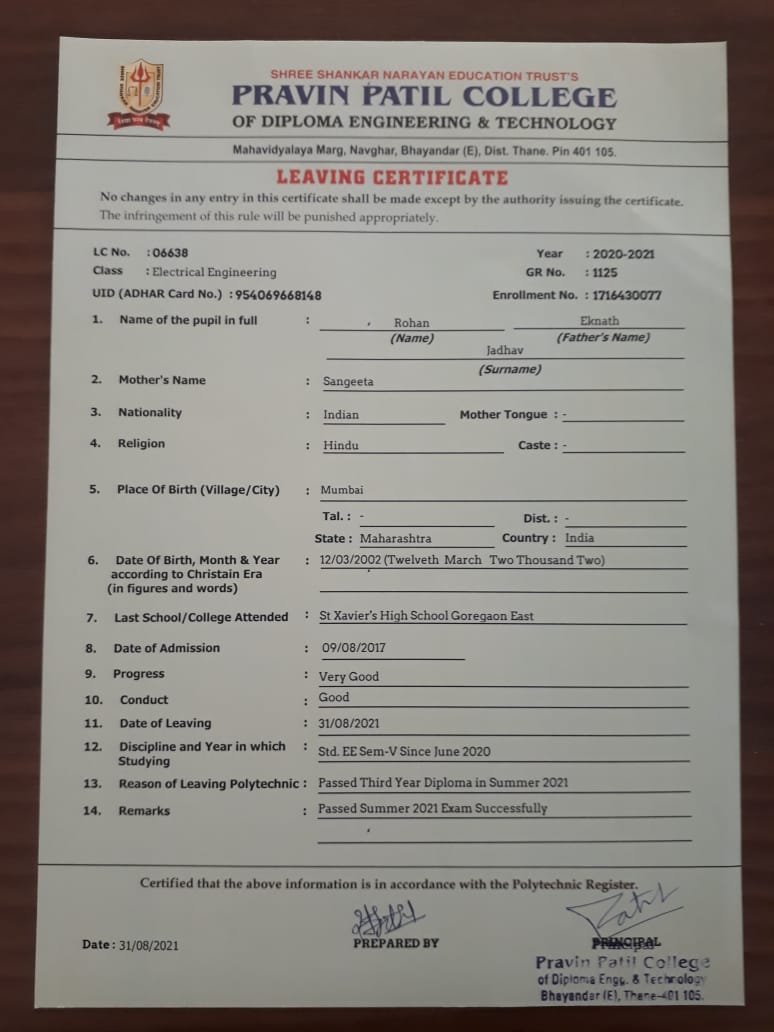 SHREE SHANKAR NARAYAN EDUCATION TRUST'S
PRAVIN PATIL COLLEGE
OF DIPLOMA ENGINEERING & TECHNOLOGY
Mahavidyalaya Marg, Navghar, Bhayandar (E), Dist. Thane. Pin 401 105.
LEAVING CERTIFICATE
No changes in any entry in this certificate shall be made except by the authority issuing the certificate.
The infringement of this rule will be punished appropriately.
LC No. : 06638 Year : 2020-2021
Class : Electrical Engineering GR No. : 1125
UID (ADHAR Card No.) : 954069668148 Enrollment No. : 1716430077
1. Name of the pupil in full : Rohan Eknath
(Name) (Father's Name)
Jadhav
(Surname)
2. Mother's Name : Sangeeta
3. Nationality : Indian Mother Tongue : -
4. Religion : Hindu Caste : -
5. Place Of Birth (Village/City) : Mumbai
Tal. : - Dist. : -
State : Maharashtra Country : India
6. Date Of Birth, Month & Year : 12/03/2002 (Twelveth March Two Thousand Two)
according to Christain Era
(in figures and words)
7. Last School/College Attended : St Xavier's High School Goregaon East
8. Date of Admission : 09/08/2017
9. Progress : Very Good
10. Conduct : Good
11. Date of Leaving : 31/08/2021
12. Discipline and Year in which : Std. EE Sem-V Since June 2020
Studying
13. Reason of Leaving Polytechnic : Passed Third Year Diploma in Summer 2021
14. Remarks : Passed Summer 2021 Exam Successfully
Certified that the above information is in accordance with the Polytechnic Register.
Patil
Date : 31/08/2021 PREPARED BY PRINCIPAL
Pravin Patil College
of Diploma Engg. & Technology
Bhayandar (E), Thane-401 105.